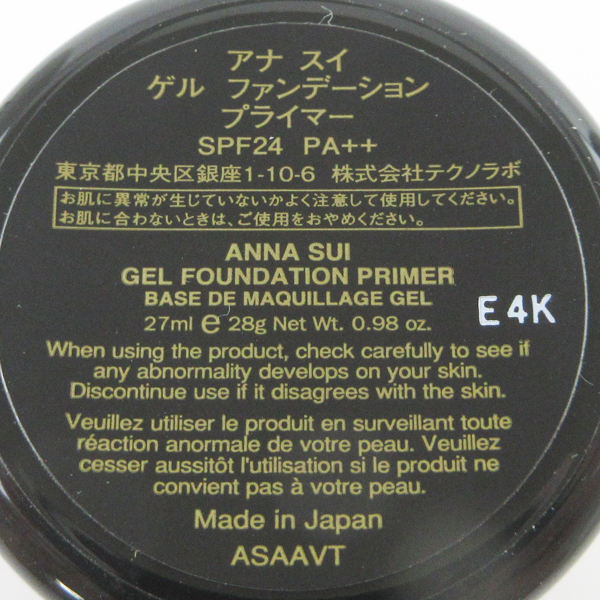 アナ スイ
ゲル ファンデーション
プライマー
SPF24 PA++
東京都中央区銀座1-10-6 株式会社テクノラボ
お肌に異常が生じていないかよく注意して使用してください。
お肌に合わないときは、ご使用をおやめください。
ANNA SUI
GEL FOUNDATION PRIMER
BASE DE MAQUILLAGE GEL
27ml e 28g Net Wt. 0.98 oz.
E4K
When using the product, check carefully to see if
any abnormality develops on your skin.
Discontinue use if it disagrees with the skin.
Veuillez utiliser le produit en surveillant toute
réaction anormale de votre peau. Veuillez
cesser aussitôt l'utilisation si le produit ne
convient pas à votre peau.
Made in Japan
ASAAVT